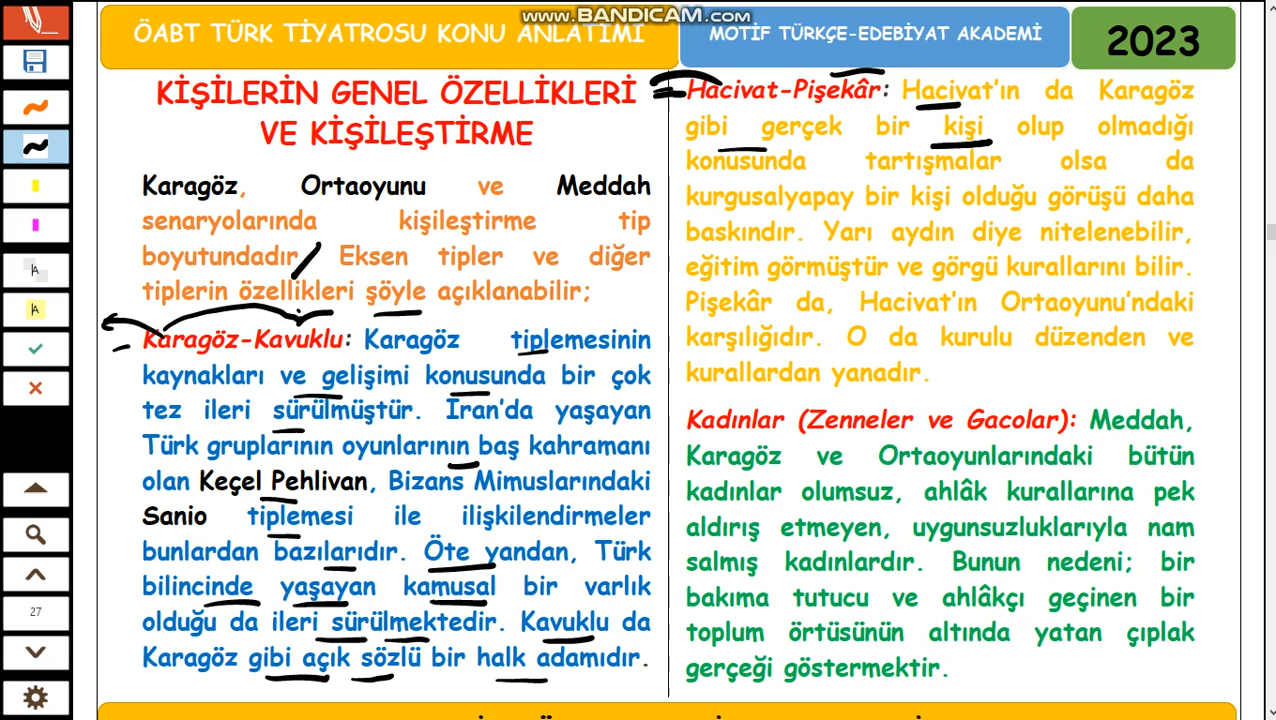 www.BANDICAM.com
ÖABT TÜRK TİYATROSU KONU ANLATIMI
MOTİF TÜRKÇE-EDEBİYAT AKADEMİ
2023
KİŞİLERİN GENEL ÖZELLİKLERİ
VE KİŞİLEŞTİRME
Karagöz, Ortaoyunu ve Meddah
senaryolarında kişileştirme tip
boyutundadır. Eksen tipler ve diğer
tiplerin özellikleri şöyle açıklanabilir;
Karagöz-Kavuklu: Karagöz tiplemesinin
kaynakları ve gelişimi konusunda bir çok
tez ileri sürülmüştür. İran’da yaşayan
Türk gruplarının oyunlarının baş kahramanı
olan Keçel Pehlivan, Bizans Mimuslarındaki
Sanio tiplemesi ile ilişkilendirmeler
bunlardan bazılarıdır. Öte yandan, Türk
bilincinde yaşayan kamusal bir varlık
olduğu da ileri sürülmektedir. Kavuklu da
Karagöz gibi açık sözlü bir halk adamıdır.
Hacivat-Pişekâr: Hacivat’ın da Karagöz
gibi gerçek bir kişi olup olmadığı
konusunda tartışmalar olsa da
kurgusalyapay bir kişi olduğu görüşü daha
baskındır. Yarı aydın diye nitelenebilir,
eğitim görmüştür ve görgü kurallarını bilir.
Pişekâr da, Hacivat’ın Ortaoyunu’ndaki
karşılığıdır. O da kurulu düzenden ve
kurallardan yanadır.
Kadınlar (Zenneler ve Gacolar): Meddah,
Karagöz ve Ortaoyunlarındaki bütün
kadınlar olumsuz, ahlâk kurallarına pek
aldırış etmeyen, uygunsuzluklarıyla nam
salmış kadınlardır. Bunun nedeni; bir
bakıma tutucu ve ahlâkçı geçinen bir
toplum örtüsünün altında yatan çıplak
gerçeği göstermektir.
27